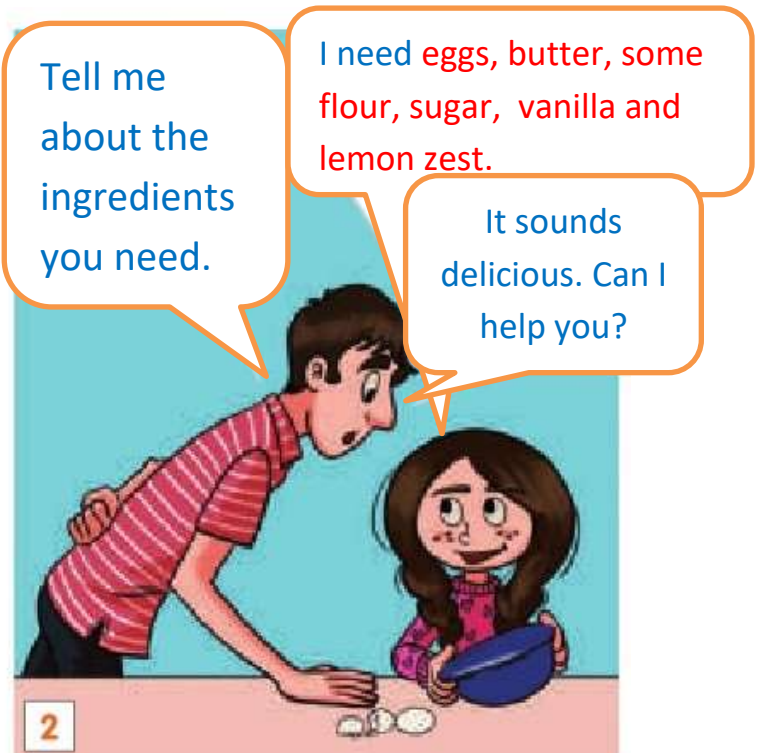 Tell me
about the
ingredients
you need.
I need eggs, butter, some
flour, sugar, vanilla and
lemon zest.
It sounds
delicious. Can I
help you?
2